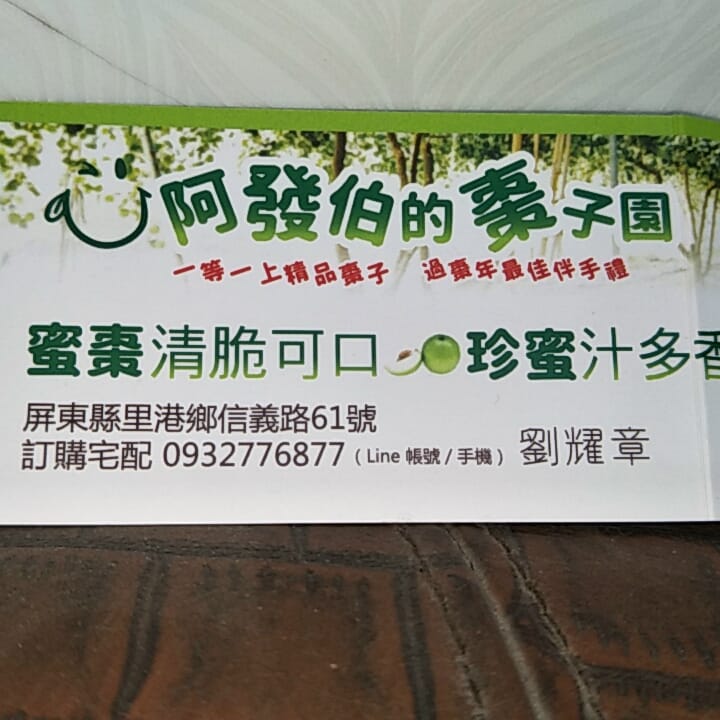 阿發伯的棗子園
一等一上精品棗子 過棗年最佳伴手禮
蜜棗清脆可口 珍蜜汁多香
屏東縣里港鄉信義路61號
訂購宅配 0932776877 (Line 帳號 / 手機) 劉耀章